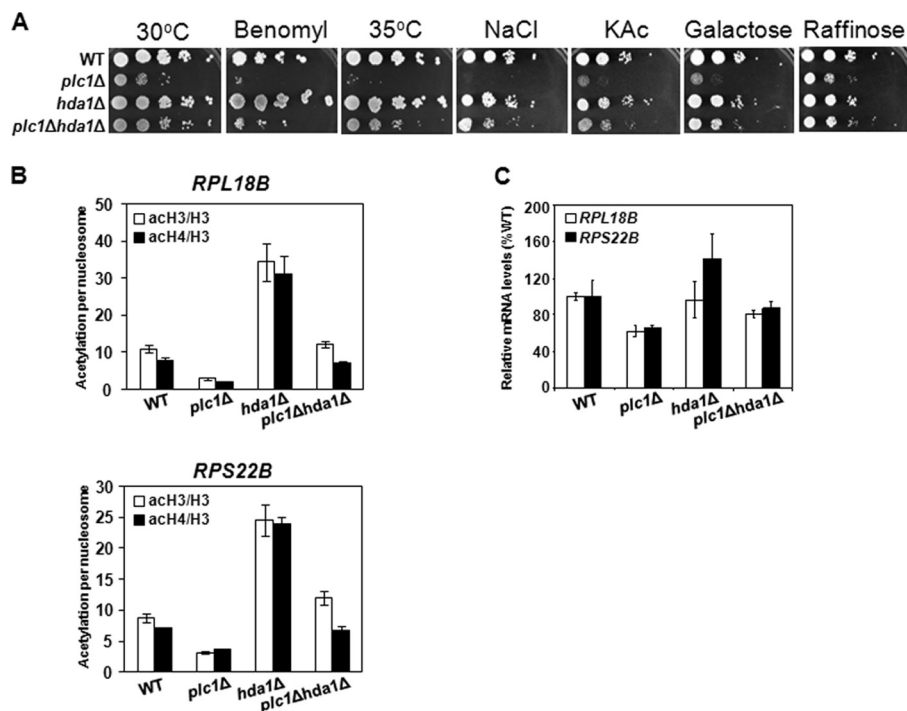 A
30°C Benomyl 35°C NaCl KAc Galactose Raffinose
WT
plc1Δ
hda1Δ
plc1Δhda1Δ
B
RPL18B
Acetylation per nucleosome
50
40
30
20
10
0
acH3/H3
acH4/H3
WT plc1Δ hda1Δ plc1Δhda1Δ
RPS22B
Acetylation per nucleosome
30
25
20
15
10
5
0
acH3/H3
acH4/H3
WT plc1Δ hda1Δ plc1Δhda1Δ
C
Relative mRNA levels (%WT)
200
160
120
80
40
0
RPL18B
RPS22B
WT plc1Δ hda1Δ plc1Δhda1Δ